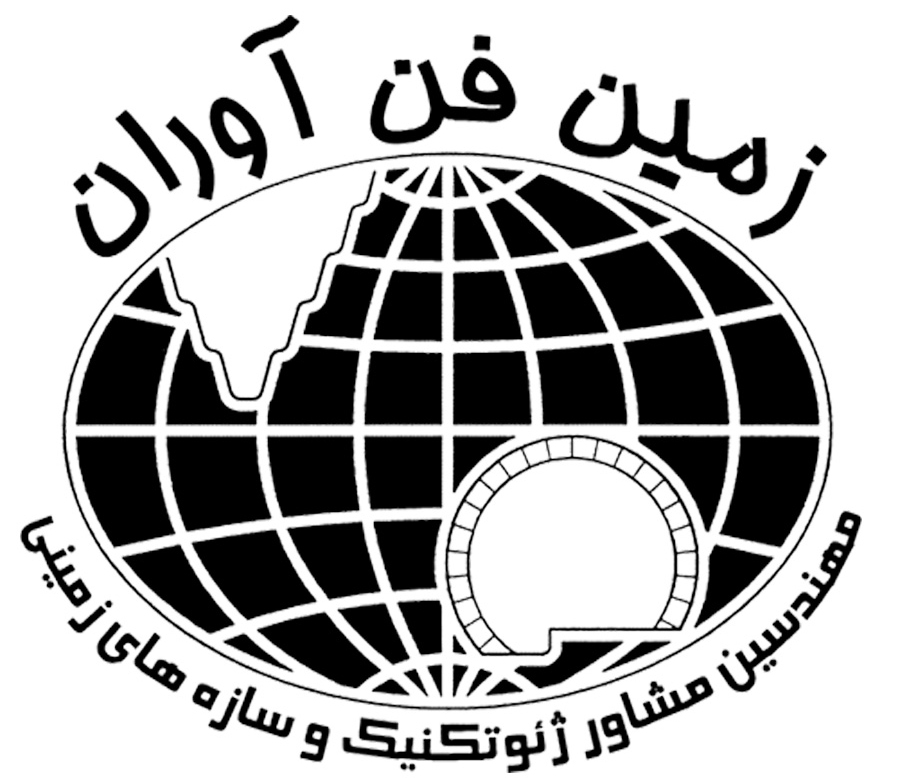 زمین فن آوران
مهندسین مشاور ژئوتکنیک و سازه های زمینی